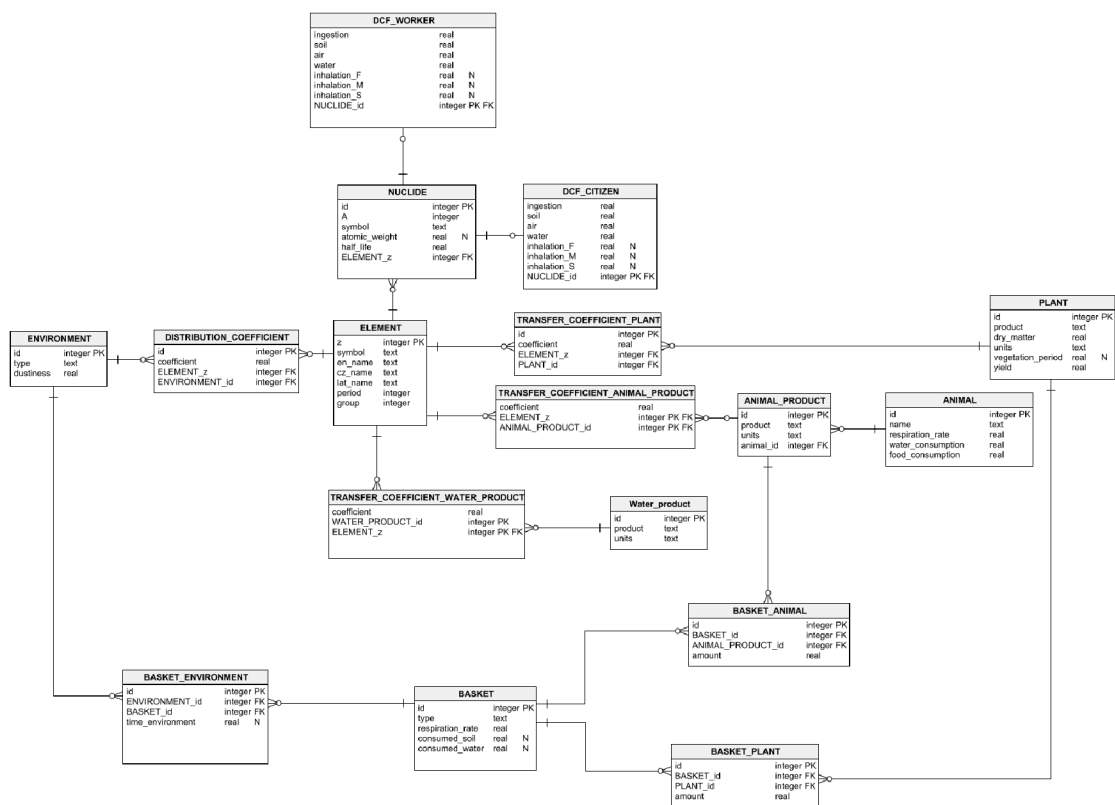 DCF_WORKER
ingestion real
soil real
air real
water real
inhalation_F real N
inhalation_M real N
inhalation_S real N
NUCLIDE_id integer PK FK
NUCLIDE
id integer PK
A integer
symbol text
atomic_weight real N
half_life real
ELEMENT_z integer FK
DCF_CITIZEN
ingestion real
soil real
air real
water real
inhalation_F real N
inhalation_M real N
inhalation_S real N
NUCLIDE_id integer PK FK
ENVIRONMENT
id integer PK
type text
dustiness real
DISTRIBUTION_COEFFICIENT
id integer PK
coefficient real
ELEMENT_z integer FK
ENVIRONMENT_id integer FK
ELEMENT
z integer PK
symbol text
en_name text
cz_name text
lat_name text
period integer
group integer
TRANSFER_COEFFICIENT_PLANT
id integer PK
coefficient real
ELEMENT_z integer FK
PLANT_id integer FK
PLANT
id integer PK
product text
dry_matter real
units text
vegetation_period real N
yield real
TRANSFER_COEFFICIENT_ANIMAL_PRODUCT
coefficient real
ELEMENT_z integer PK FK
ANIMAL_PRODUCT_id integer PK FK
ANIMAL_PRODUCT
id integer PK
product text
units text
animal_id integer FK
ANIMAL
id integer PK
name text
respiration_rate real
water_consumption real
food_consumption real
TRANSFER_COEFFICIENT_WATER_PRODUCT
coefficient real
WATER_PRODUCT_id integer PK
ELEMENT_z integer PK FK
Water_product
id integer PK
product text
units text
BASKET_ANIMAL
id integer PK
BASKET_id integer FK
ANIMAL_PRODUCT_id integer FK
amount real
BASKET_ENVIRONMENT
id integer PK
ENVIRONMENT_id integer FK
BASKET_id integer FK
time_environment real N
BASKET
id integer PK
type text
respiration_rate real
consumed_soil real N
consumed_water real N
BASKET_PLANT
id integer PK
BASKET_id integer FK
PLANT_id integer FK
amount real